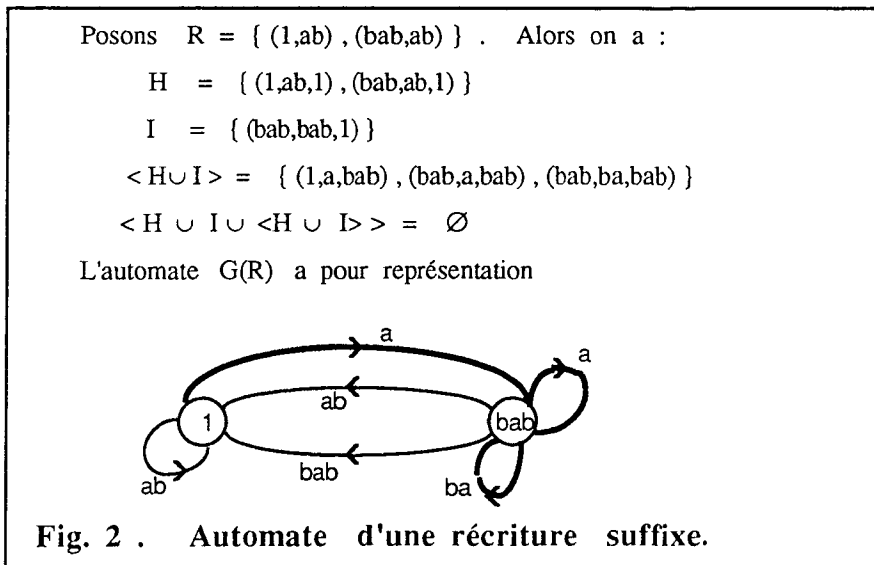 Posons R = { (1,ab) , (bab,ab) } . Alors on a :
H = { (1,ab,1) , (bab,ab,1) }
I = { (bab,bab,1) }
< H ∪ I > = { (1,a,bab) , (bab,a,bab) , (bab,ba,bab) }
< H ∪ I ∪ <H ∪ I> > = Ø
L'automate G(R) a pour représentation
a
a
ab
1
bab
bab
ab
ba
Fig. 2 . Automate d'une récriture suffixe.